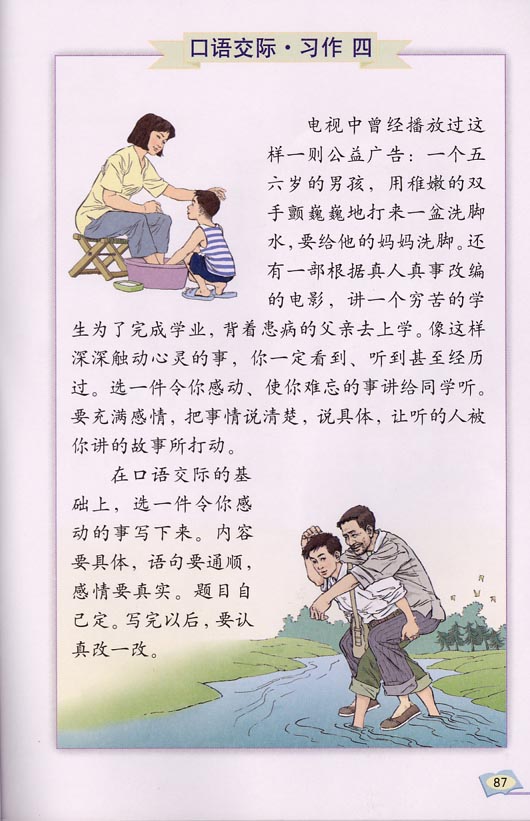 口语交际·习作 四
电视中曾经播放过这
样一则公益广告：一个五
六岁的男孩，用稚嫩的双
手颤巍巍地打来一盆洗脚
水，要给他的妈妈洗脚。还
有一部根据真人真事改编
的电影，讲一个穷苦的学
生为了完成学业，背着患病的父亲去上学。像这样
深深触动心灵的事，你一定看到、听到甚至经历
过。选一件令你感动、使你难忘的事讲给同学听。
要充满感情，把事情说清楚，说具体，让听的人被
你讲的故事所打动。
在口语交际的基
础上，选一件令你感
动的事写下来。内容
要具体，语句要通顺，
感情要真实。题目自
己定。写完以后，要认
真改一改。
87